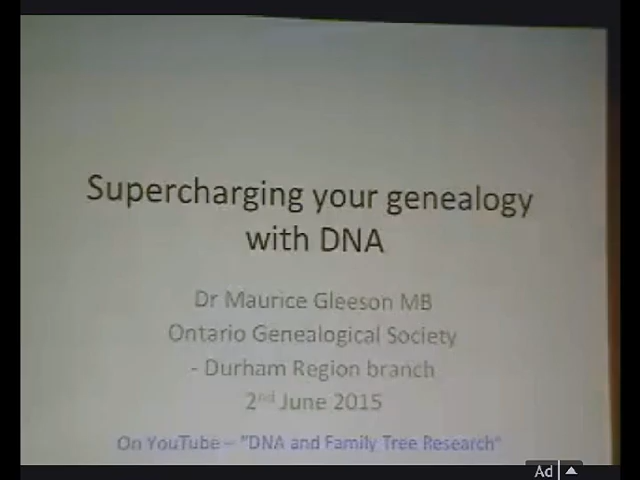 Supercharging your genealogy
with DNA
Dr Maurice Gleeson MB
Ontario Genealogical Society
- Durham Region branch
2nd June 2015
On YouTube – "DNA and Family Tree Research"
Ad